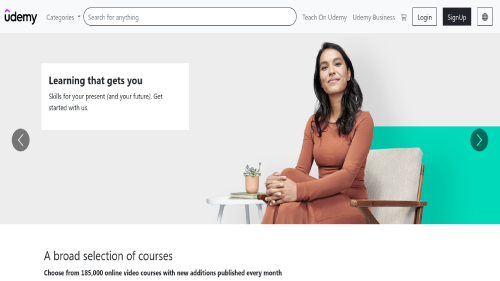 udemy Categories Search for anything Teach On Udemy Udemy Business Login SignUp
Learning that gets you
Skills for your present (and your future). Get
started with us.
A broad selection of courses
Choose from 185,000 online video courses with new additions published every month